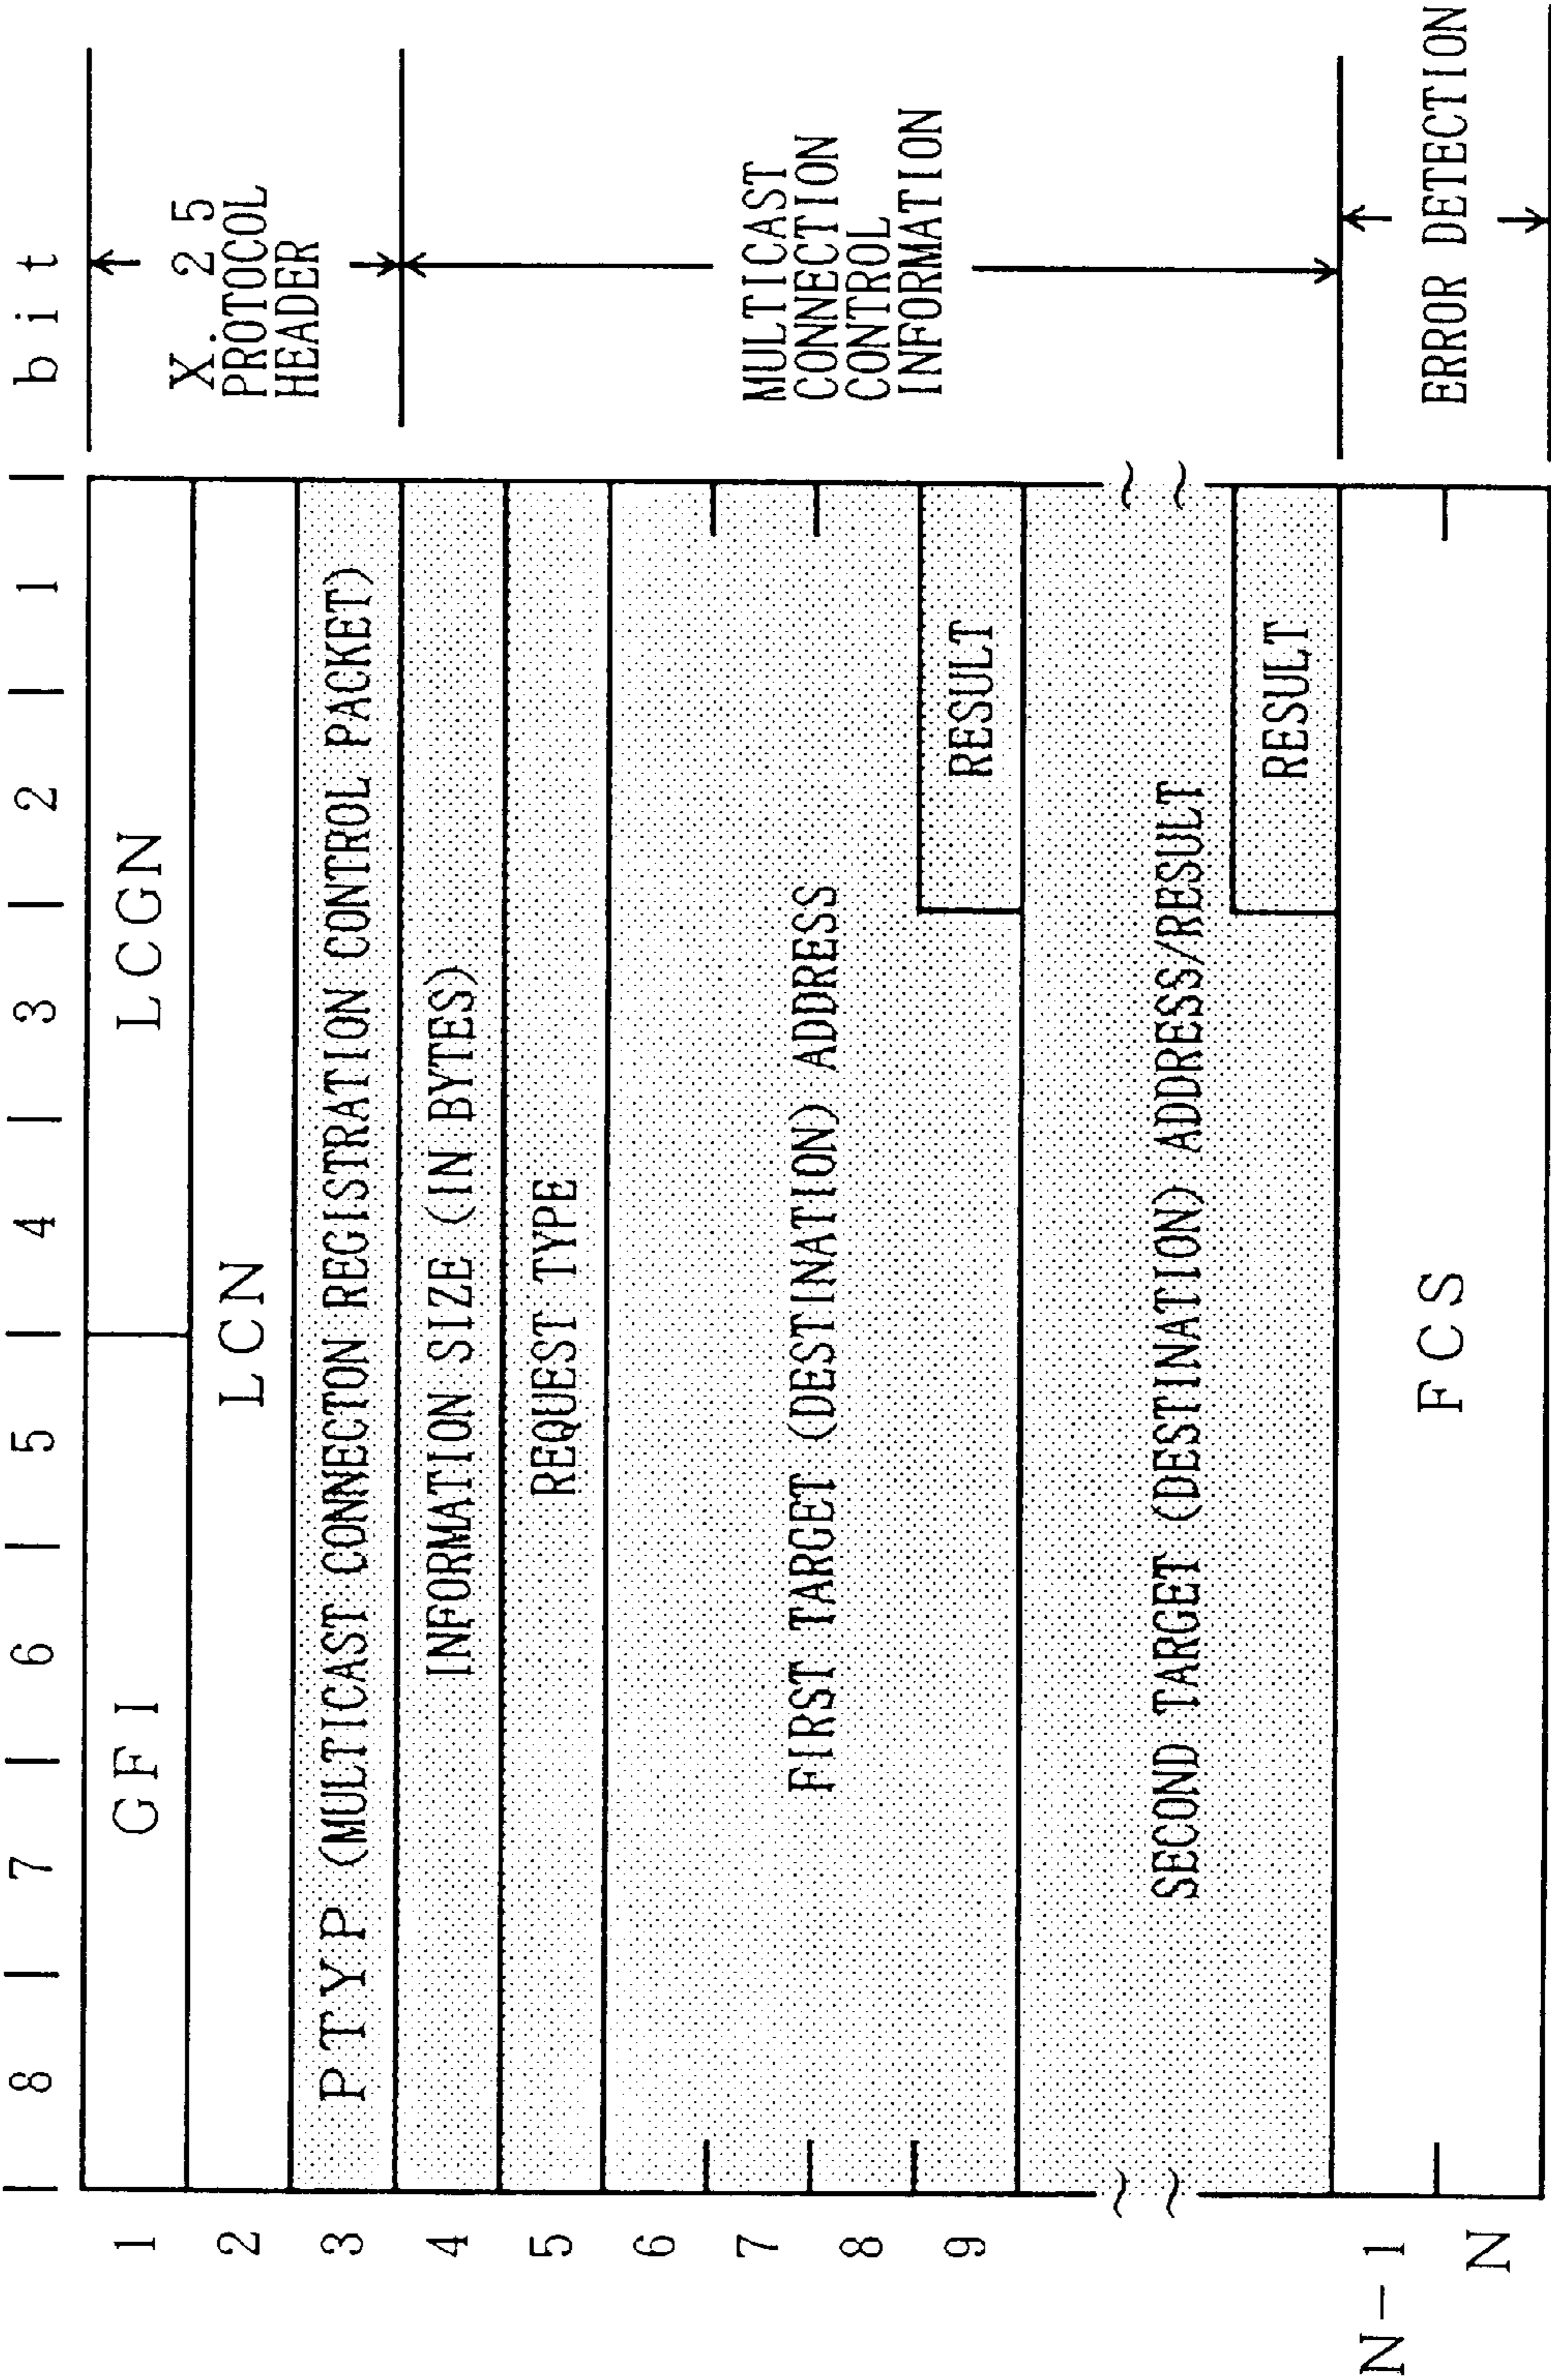 8 7 6 5 4 3 2 1 bit
1 GFI LCGN
2 LCN
3 PTYP (MULTICAST CONNECTON REGISTRATION CONTROL PACKET)
4 INFORMATION SIZE (IN BYTES)
5 REQUEST TYPE
6
7
FIRST TARGET (DESTINATION) ADDRESS
8
9 RESULT
SECOND TARGET (DESTINATION) ADDRESS/RESULT
RESULT
N-1
FCS
N
X.25
PROTOCOL
HEADER
MULTICAST
CONNECTION
CONTROL
INFORMATION
ERROR DETECTION